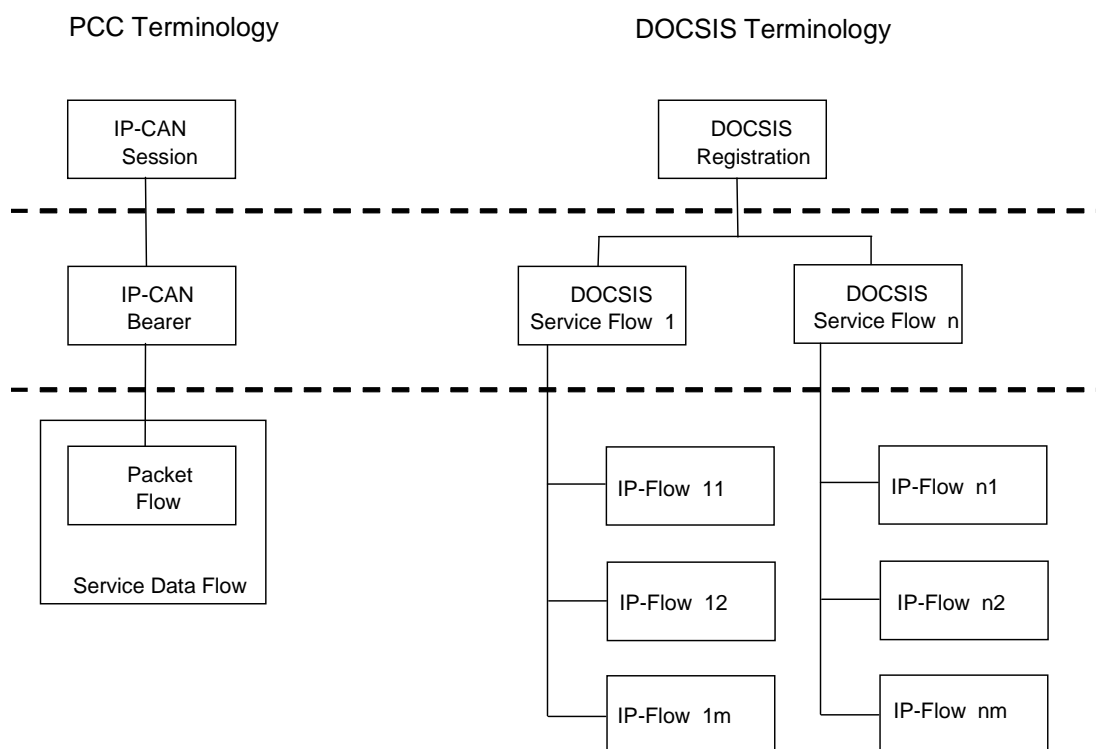 PCC Terminology
DOCSIS Terminology
IP-CAN
Session
DOCSIS
Registration
IP-CAN
Bearer
DOCSIS
Service Flow 1
DOCSIS
Service Flow n
Packet
Flow
Service Data Flow
IP-Flow 11
IP-Flow n1
IP-Flow 12
IP-Flow n2
IP-Flow 1m
IP-Flow nm